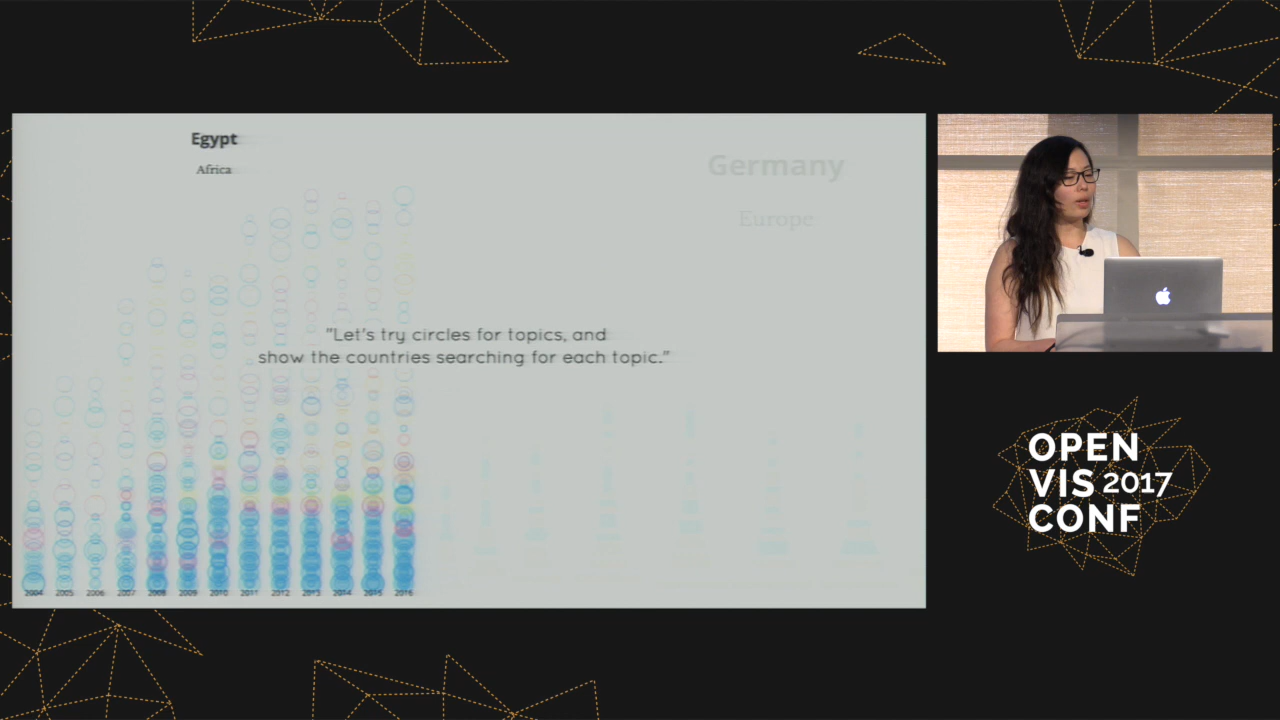 Egypt
Africa
Germany
Europe
"Let's try circles for topics, and
show the countries searching for each topic."
2004 2005 2006 2007 2008 2009 2010 2011 2012 2013 2014 2015 2016
OPEN
VIS 2017
CONF